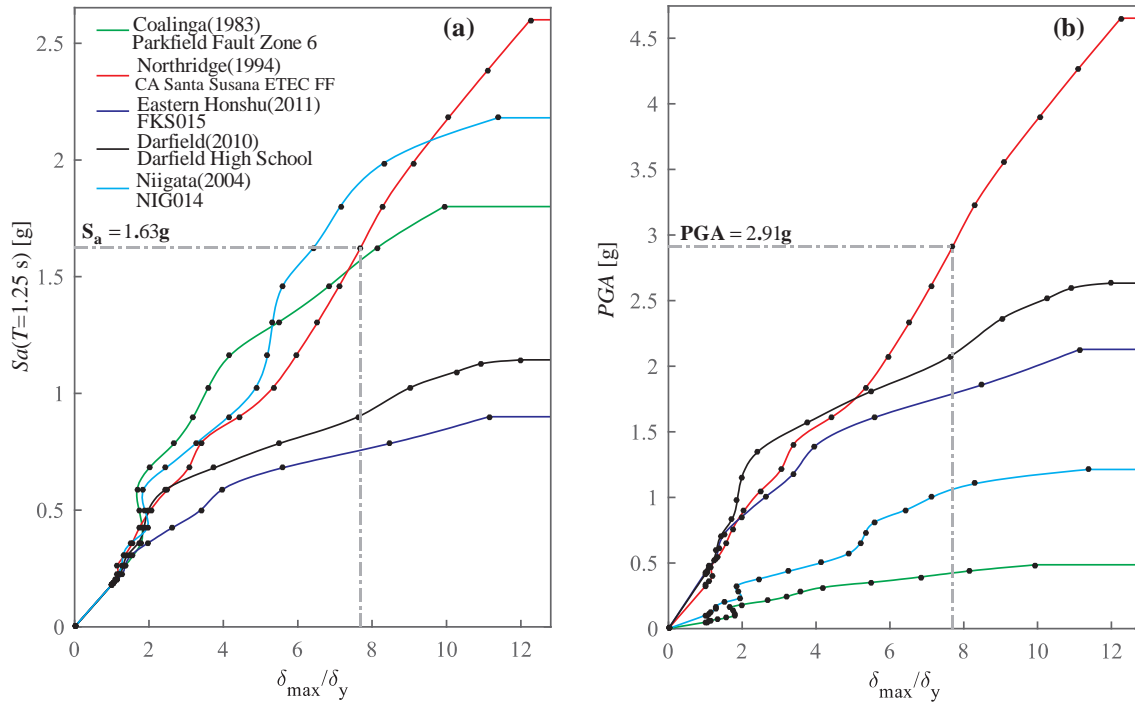 (a)
Coalinga(1983)
Parkfield Fault Zone 6
Northridge(1994)
CA Santa Susana ETEC FF
Eastern Honshu(2011)
FKS015
Darfield(2010)
Darfield High School
Niigata(2004)
NIG014
Sa = 1.63g
Sa(T=1.25 s) [g]
2.5
2
1.5
1
0.5
0
0 2 4 6 8 10 12
δmax/δy
(b)
PGA = 2.91g
PGA [g]
4.5
4
3.5
3
2.5
2
1.5
1
0.5
0
0 2 4 6 8 10 12
δmax/δy